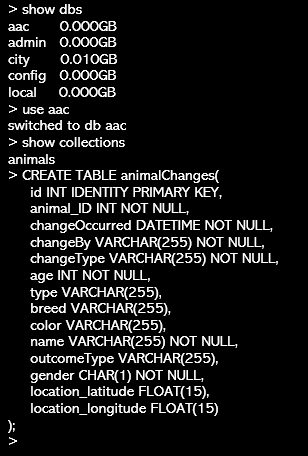 > show dbs
aac 0.000GB
admin 0.000GB
city 0.010GB
config 0.000GB
local 0.000GB
> use aac
switched to db aac
> show collections
animals
> CREATE TABLE animalChanges(
id INT IDENTITY PRIMARY KEY,
animal_ID INT NOT NULL,
changeOccurred DATETIME NOT NULL,
changeBy VARCHAR(255) NOT NULL,
changeType VARCHAR(255) NOT NULL,
age INT NOT NULL,
type VARCHAR(255),
breed VARCHAR(255),
color VARCHAR(255),
name VARCHAR(255) NOT NULL,
outcomeType VARCHAR(255),
gender CHAR(1) NOT NULL,
location_latitude FLOAT(15),
location_longitude FLOAT(15)
);
>